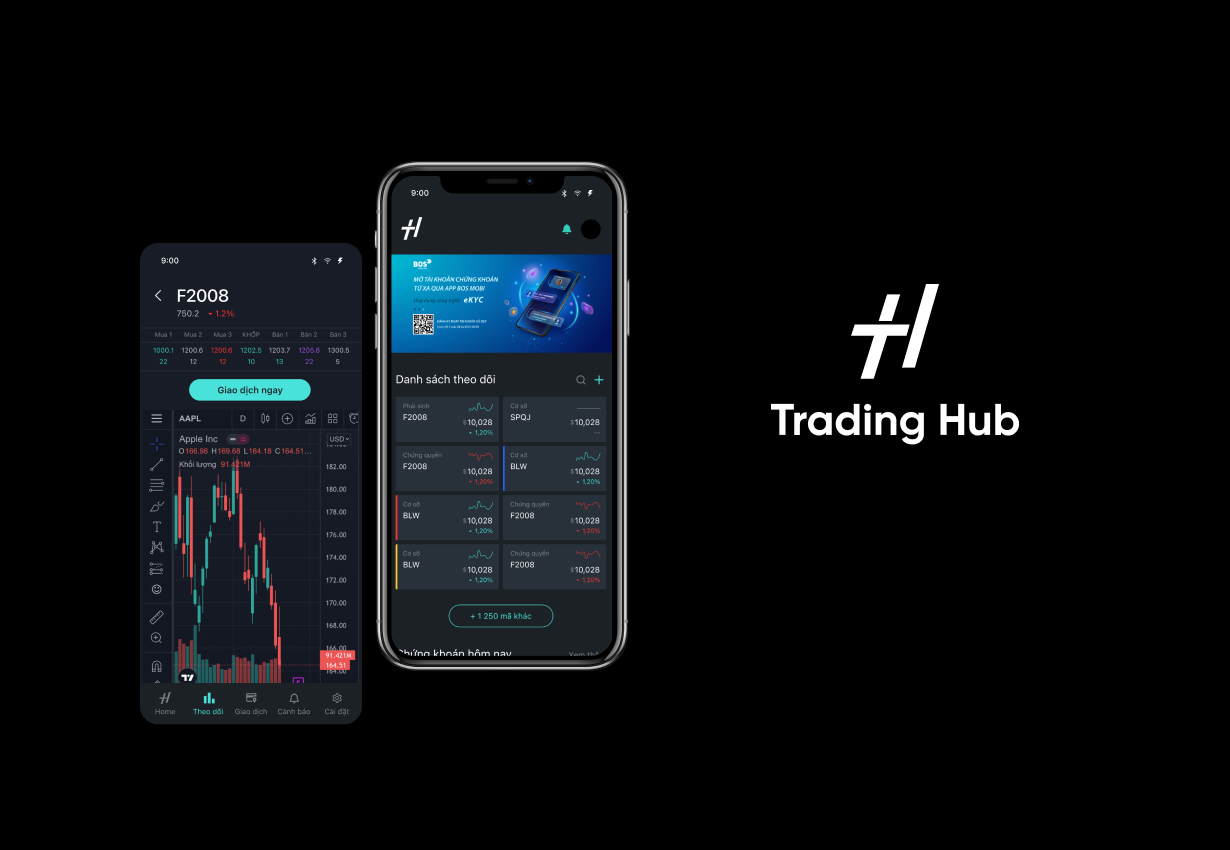 9:00
F2008
750.2 1.2%
Mua 1 Mua 2 Mua 3 KHỚP Bán 1 Bán 2 Bán 3
1000.1 1200.6 1200.6 1202.5 1203.7 1205.6 1300.5
22 12 12 10 13 22 5
Giao dịch ngay
AAPL D
Apple Inc USD
O166.98 H169.68 L164.18 C164.51...
Khối lượng 91.421M
182.00
180.00
178.00
176.00
174.00
172.00
170.00
168.00
166.00
91.421M
164.51
164.00
Home Theo dõi Giao dịch Cảnh báo Cài đặt
9:00
BOS
MỞ TÀI KHOẢN CHỨNG KHOÁN
TỪ XA QUA APP BOS MOBI
Ứng dụng công nghệ eKYC
Danh sách theo dõi
Phái sinh
F2008
$10,028
+ 1,20%
Cơ sở
SPQJ
$10,028
---
Chứng quyền
F2008
$10,028
1,20%
Cơ sở
BLW
$10,028
+ 1,20%
Cơ sở
BLW
$10,028
+ 1,20%
Chứng quyền
F2008
$10,028
1,20%
Cơ sở
BLW
$10,028
+ 1,20%
Chứng quyền
F2008
$10,028
1,20%
+ 1 250 mã khác
Chứng khoán hôm nay
Trading Hub